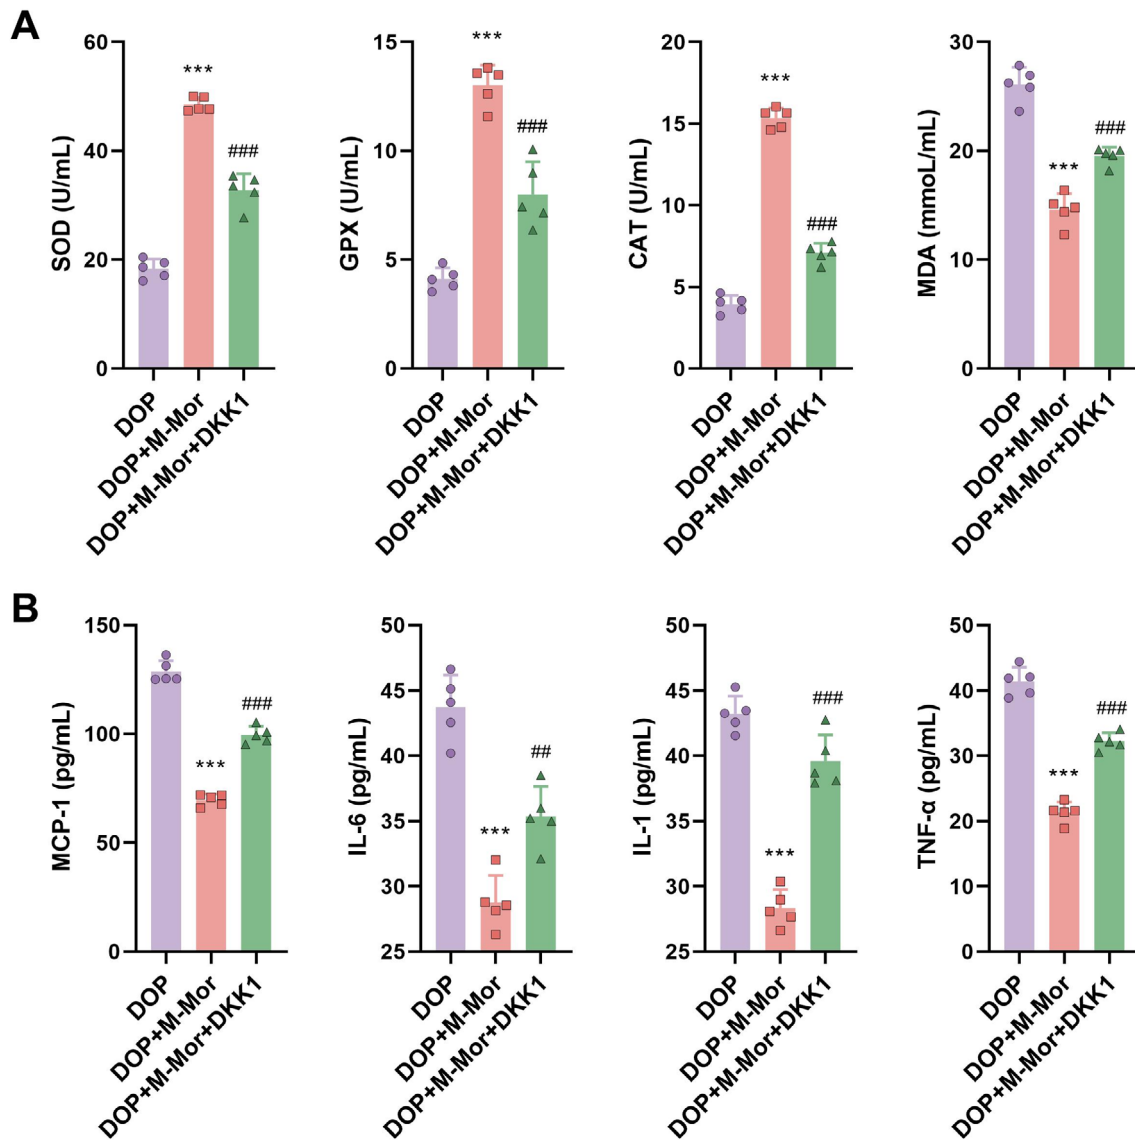 A
SOD (U/mL)
60
40
20
0
***
###
DOP
DOP+M-Mor
DOP+M-Mor+DKK1
GPX (U/mL)
15
10
5
0
***
###
DOP
DOP+M-Mor
DOP+M-Mor+DKK1
CAT (U/mL)
20
15
10
5
0
***
###
DOP
DOP+M-Mor
DOP+M-Mor+DKK1
MDA (mmoL/mL)
30
20
10
0
***
###
DOP
DOP+M-Mor
DOP+M-Mor+DKK1
B
MCP-1 (pg/mL)
150
100
50
0
***
###
DOP
DOP+M-Mor
DOP+M-Mor+DKK1
IL-6 (pg/mL)
50
45
40
35
30
25
***
##
DOP
DOP+M-Mor
DOP+M-Mor+DKK1
IL-1 (pg/mL)
50
45
40
35
30
25
***
###
DOP
DOP+M-Mor
DOP+M-Mor+DKK1
TNF-α (pg/mL)
50
40
30
20
10
0
***
###
DOP
DOP+M-Mor
DOP+M-Mor+DKK1